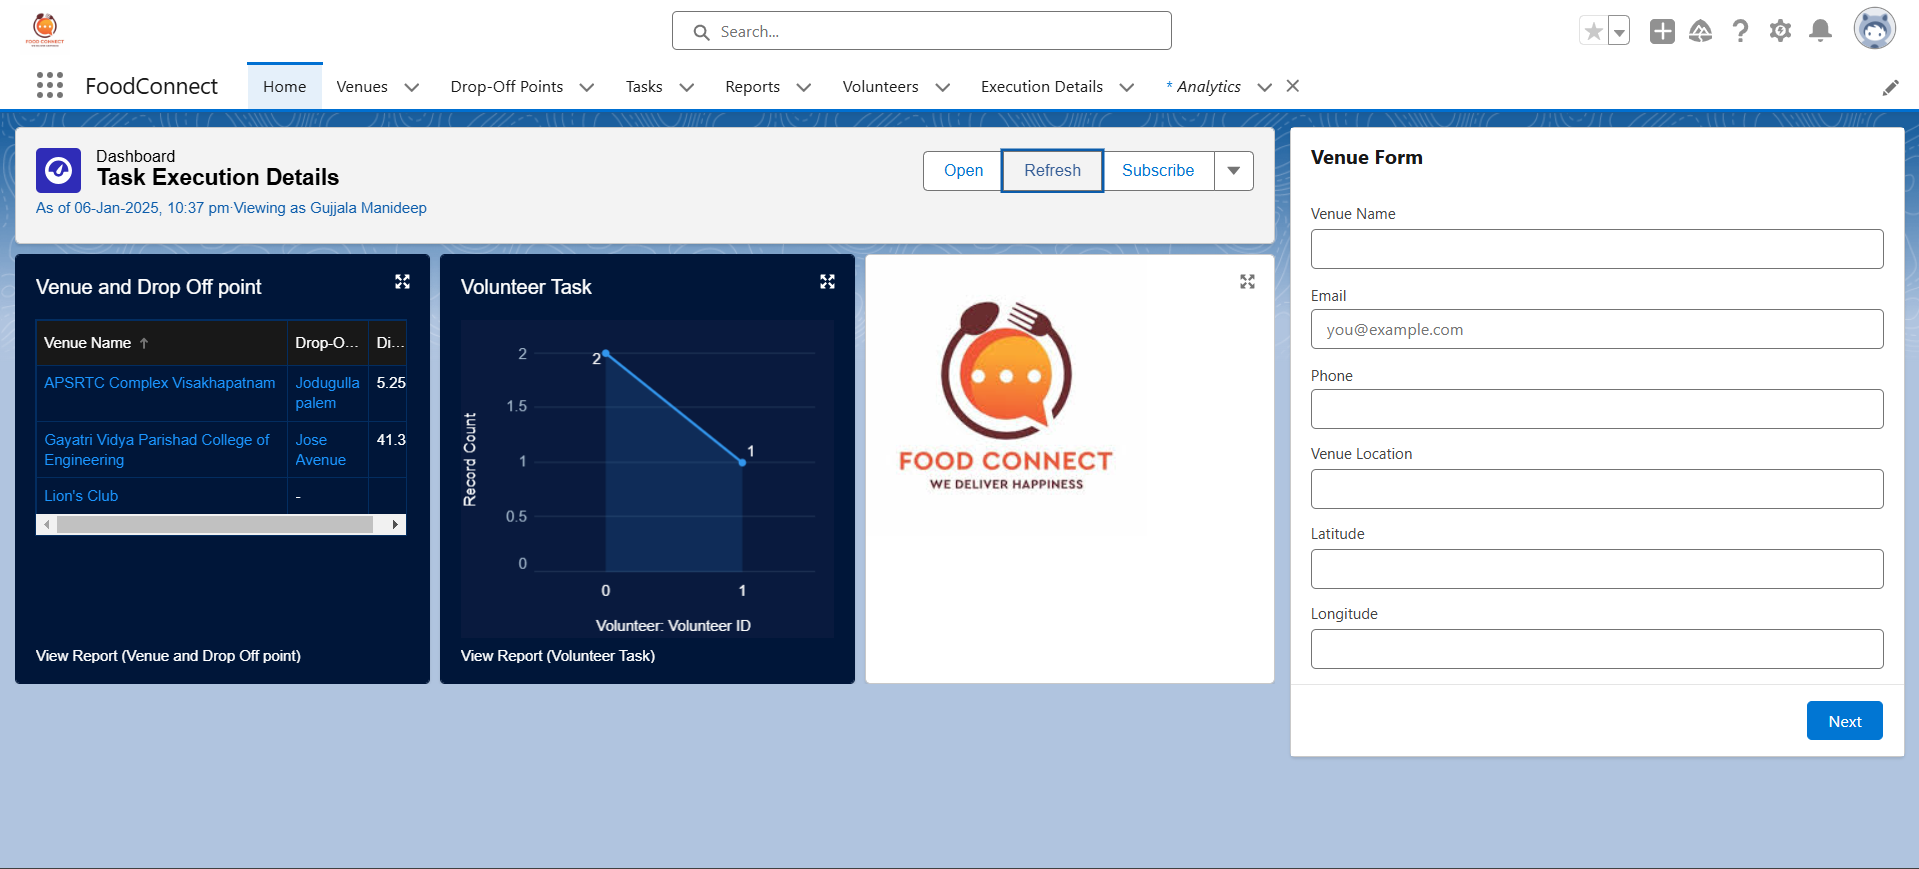 FOOD CONNECT
Search...
FoodConnect
Home
Venues
Drop-Off Points
Tasks
Reports
Volunteers
Execution Details
* Analytics
Dashboard
Task Execution Details
As of 06-Jan-2025, 10:37 pm·Viewing as Gujjala Manideep
Open
Refresh
Subscribe
Venue and Drop Off point
Venue Name ↑
Drop-O...
Di...
APSRTC Complex Visakhapatnam
Jodugulla
palem
5.25
Gayatri Vidya Parishad College of
Engineering
Jose
Avenue
41.3
Lion's Club
-
View Report (Venue and Drop Off point)
Volunteer Task
Record Count
2
1.5
1
0.5
0
2
1
0
1
Volunteer: Volunteer ID
View Report (Volunteer Task)
FOOD CONNECT
WE DELIVER HAPPINESS
Venue Form
Venue Name
Email
you@example.com
Phone
Venue Location
Latitude
Longitude
Next